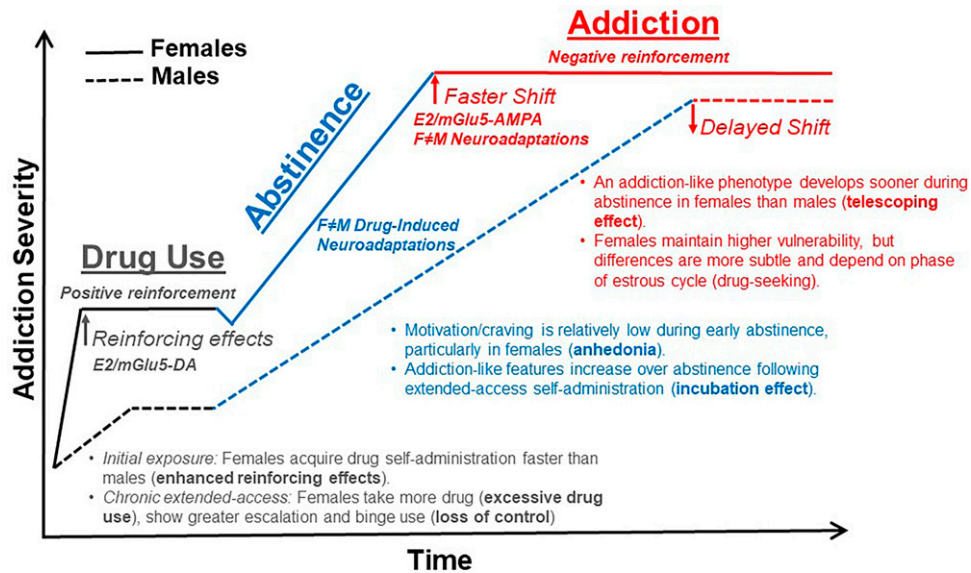 Females
Males
Addiction
Negative reinforcement
Abstinence
Faster Shift
E2/mGlu5-AMPA
F≠M Neuroadaptations
Delayed Shift
• An addiction-like phenotype develops sooner during
abstinence in females than males (telescoping
effect).
• Females maintain higher vulnerability, but
differences are more subtle and depend on phase
of estrous cycle (drug-seeking).
F≠M Drug-Induced
Neuroadaptations
Drug Use
Positive reinforcement
Reinforcing effects
E2/mGlu5-DA
• Motivation/craving is relatively low during early abstinence,
particularly in females (anhedonia).
• Addiction-like features increase over abstinence following
extended-access self-administration (incubation effect).
• Initial exposure: Females acquire drug self-administration faster than
males (enhanced reinforcing effects).
• Chronic extended-access: Females take more drug (excessive drug
use), show greater escalation and binge use (loss of control)
Addiction Severity
Time